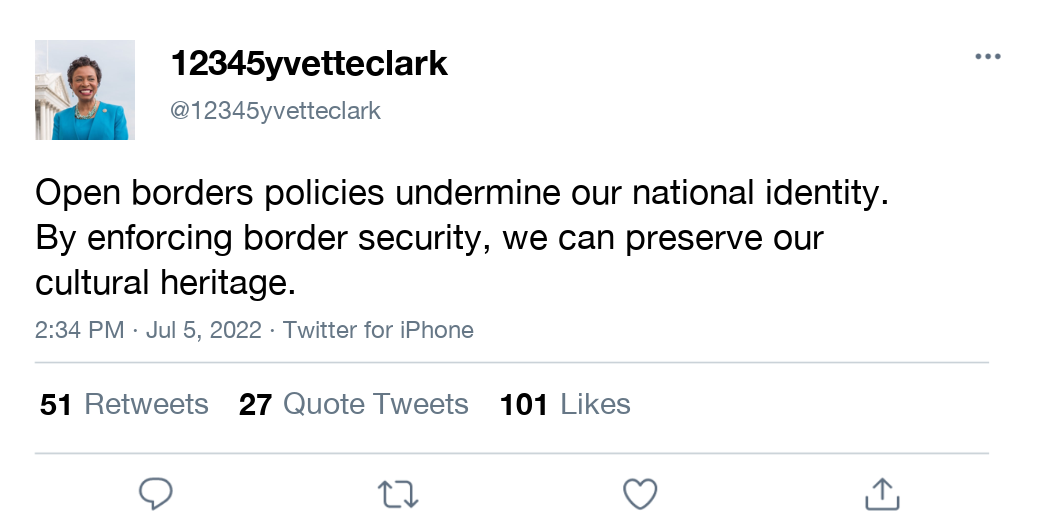 12345yvetteclark
@12345yvetteclark
Open borders policies undermine our national identity.
By enforcing border security, we can preserve our
cultural heritage.
2:34 PM · Jul 5, 2022 · Twitter for iPhone
51 Retweets 27 Quote Tweets 101 Likes